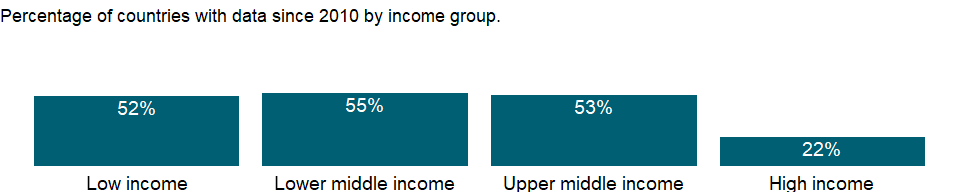 Percentage of countries with data since 2010 by income group.
52% 55% 53% 22%
Low income Lower middle income Upper middle income High income